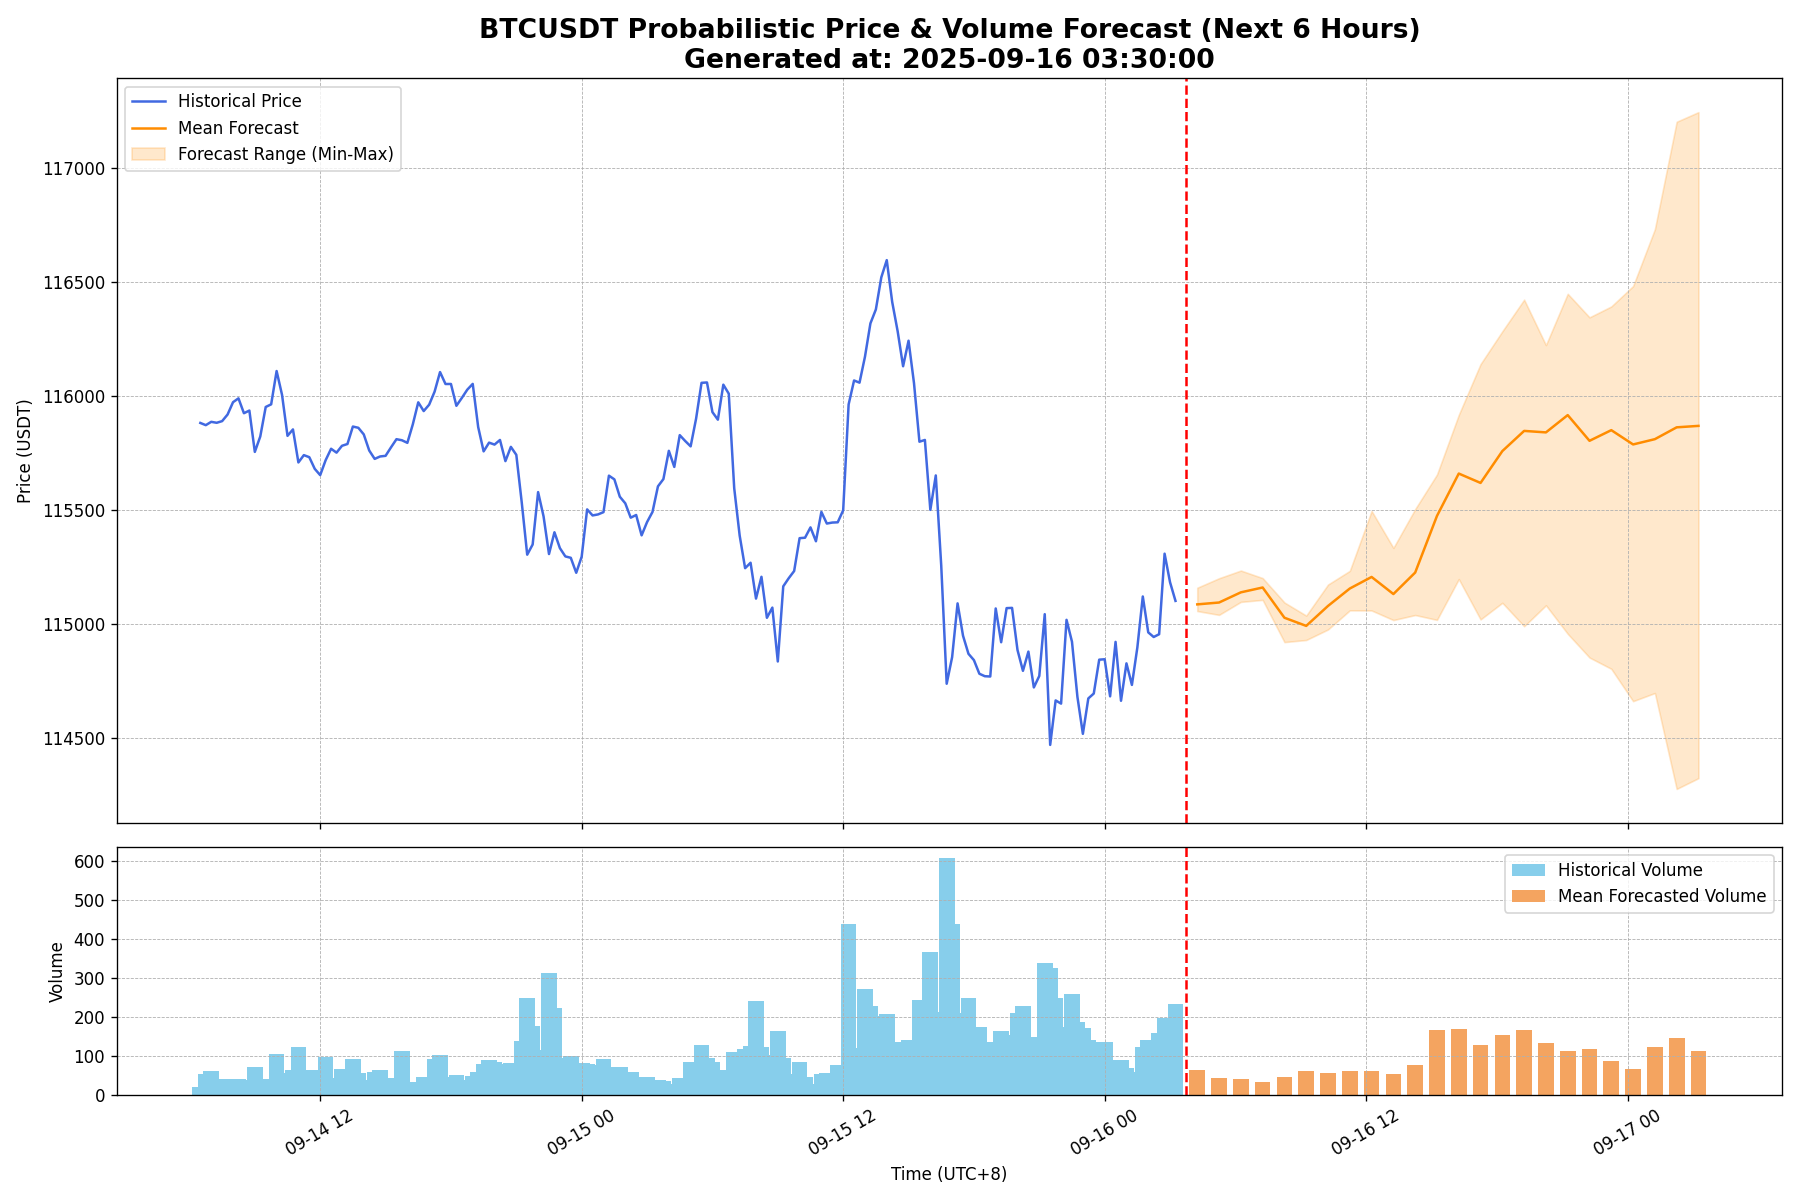 BTCUSDT Probabilistic Price & Volume Forecast (Next 6 Hours)
Generated at: 2025-09-16 03:30:00
Historical Price
Mean Forecast
Forecast Range (Min-Max)
117000
116500
116000
115500
115000
114500
Price (USDT)
Historical Volume
Mean Forecasted Volume
600
500
400
300
200
100
0
Volume
09-14 12
09-15 00
09-15 12
09-16 00
09-16 12
09-17 00
Time (UTC+8)